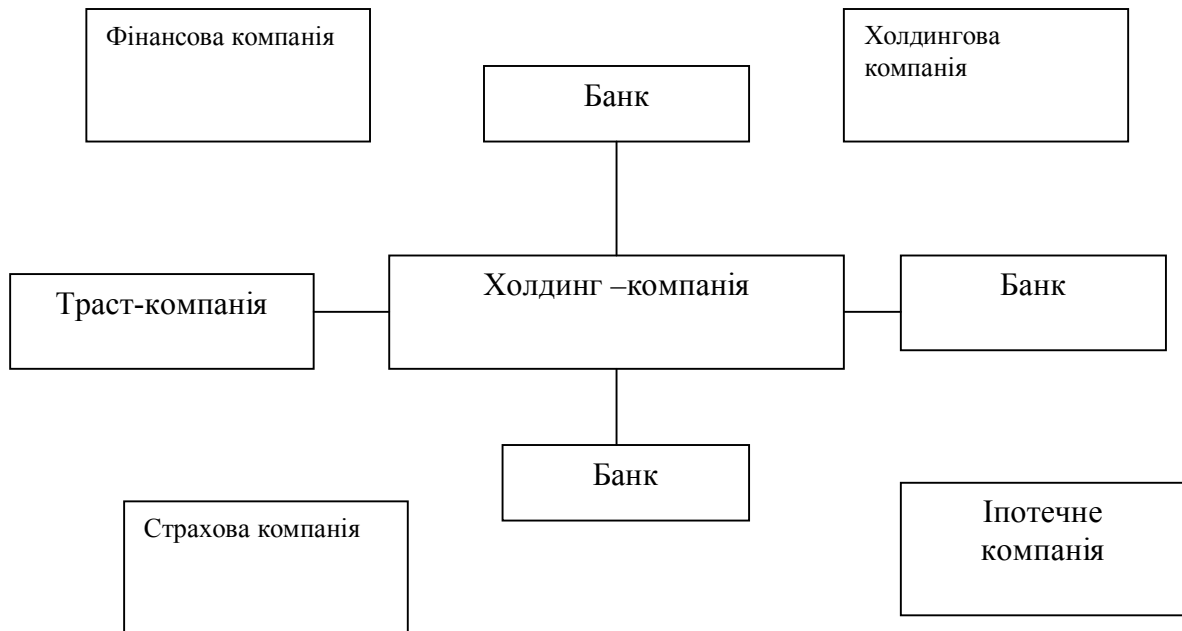 Фінансова компанія
Холдингова
компанія
Банк
Траст-компанія
Холдинг –компанія
Банк
Банк
Страхова компанія
Іпотечне
компанія